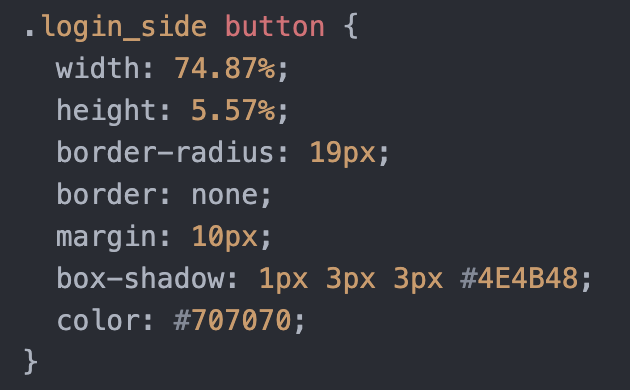 .login_side button {
  width: 74.87%;
  height: 5.57%;
  border-radius: 19px;
  border: none;
  margin: 10px;
  box-shadow: 1px 3px 3px #4E4B48;
  color: #707070;
}